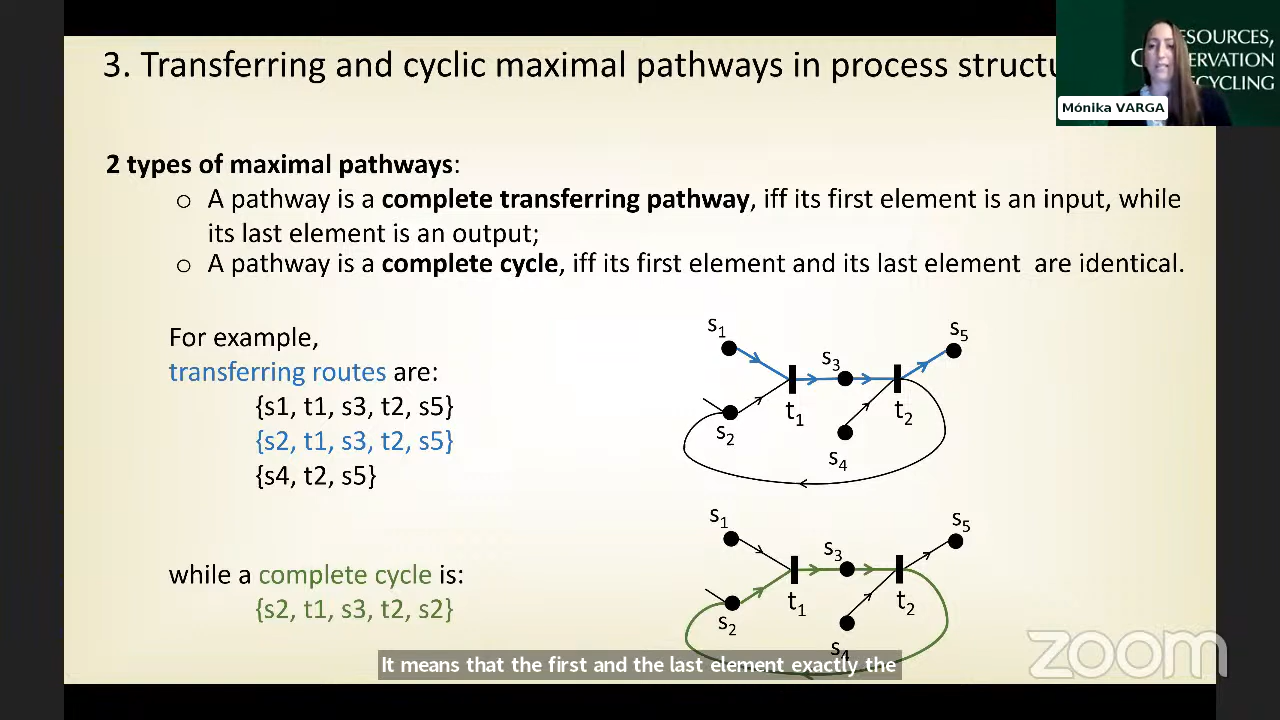 3. Transferring and cyclic maximal pathways in process structu
ESOURCES,
ERVATION
ECYCLING
Mónika VARGA
2 types of maximal pathways:
○ A pathway is a complete transferring pathway, iff its first element is an input, while
its last element is an output;
○ A pathway is a complete cycle, iff its first element and its last element are identical.
For example,
transferring routes are:
{s1, t1, s3, t2, s5}
{s2, t1, s3, t2, s5}
{s4, t2, s5}
while a complete cycle is:
{s2, t1, s3, t2, s2}
s1
s5
s3
t1
t2
s2
s4
s1
s5
s3
t1
t2
s2
s4
It means that the first and the last element exactly the
zoom